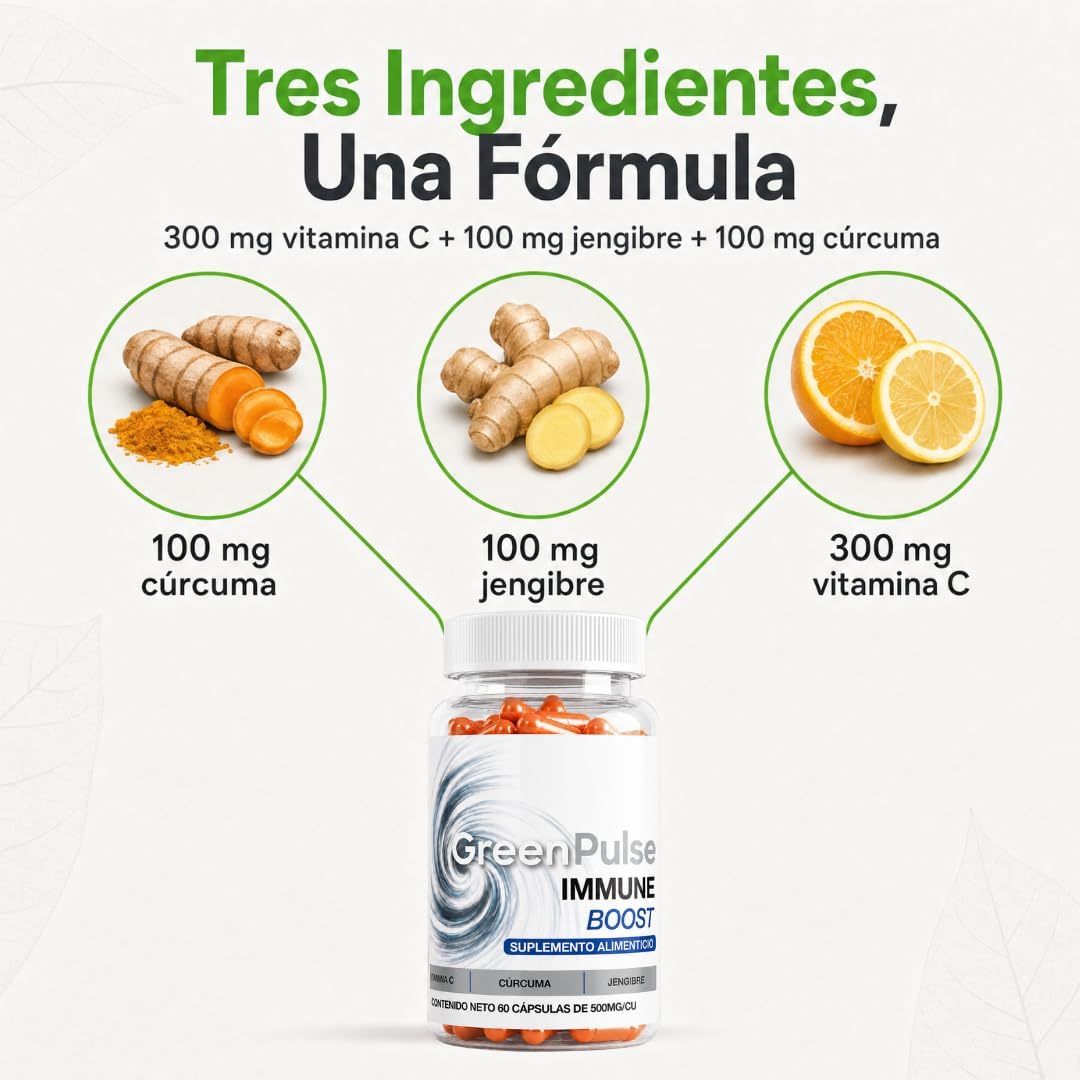 Tres Ingredientes,
Una Fórmula
300 mg vitamina C + 100 mg jengibre + 100 mg cúrcuma
100 mg
cúrcuma
100 mg
jengibre
300 mg
vitamina C
GreenPulse
IMMUNE
BOOST
SUPLEMENTO ALIMENTICIO
CÚRCUMA
JENGIBRE
CONTENIDO NETO 60 CÁPSULAS DE 500MG/CU